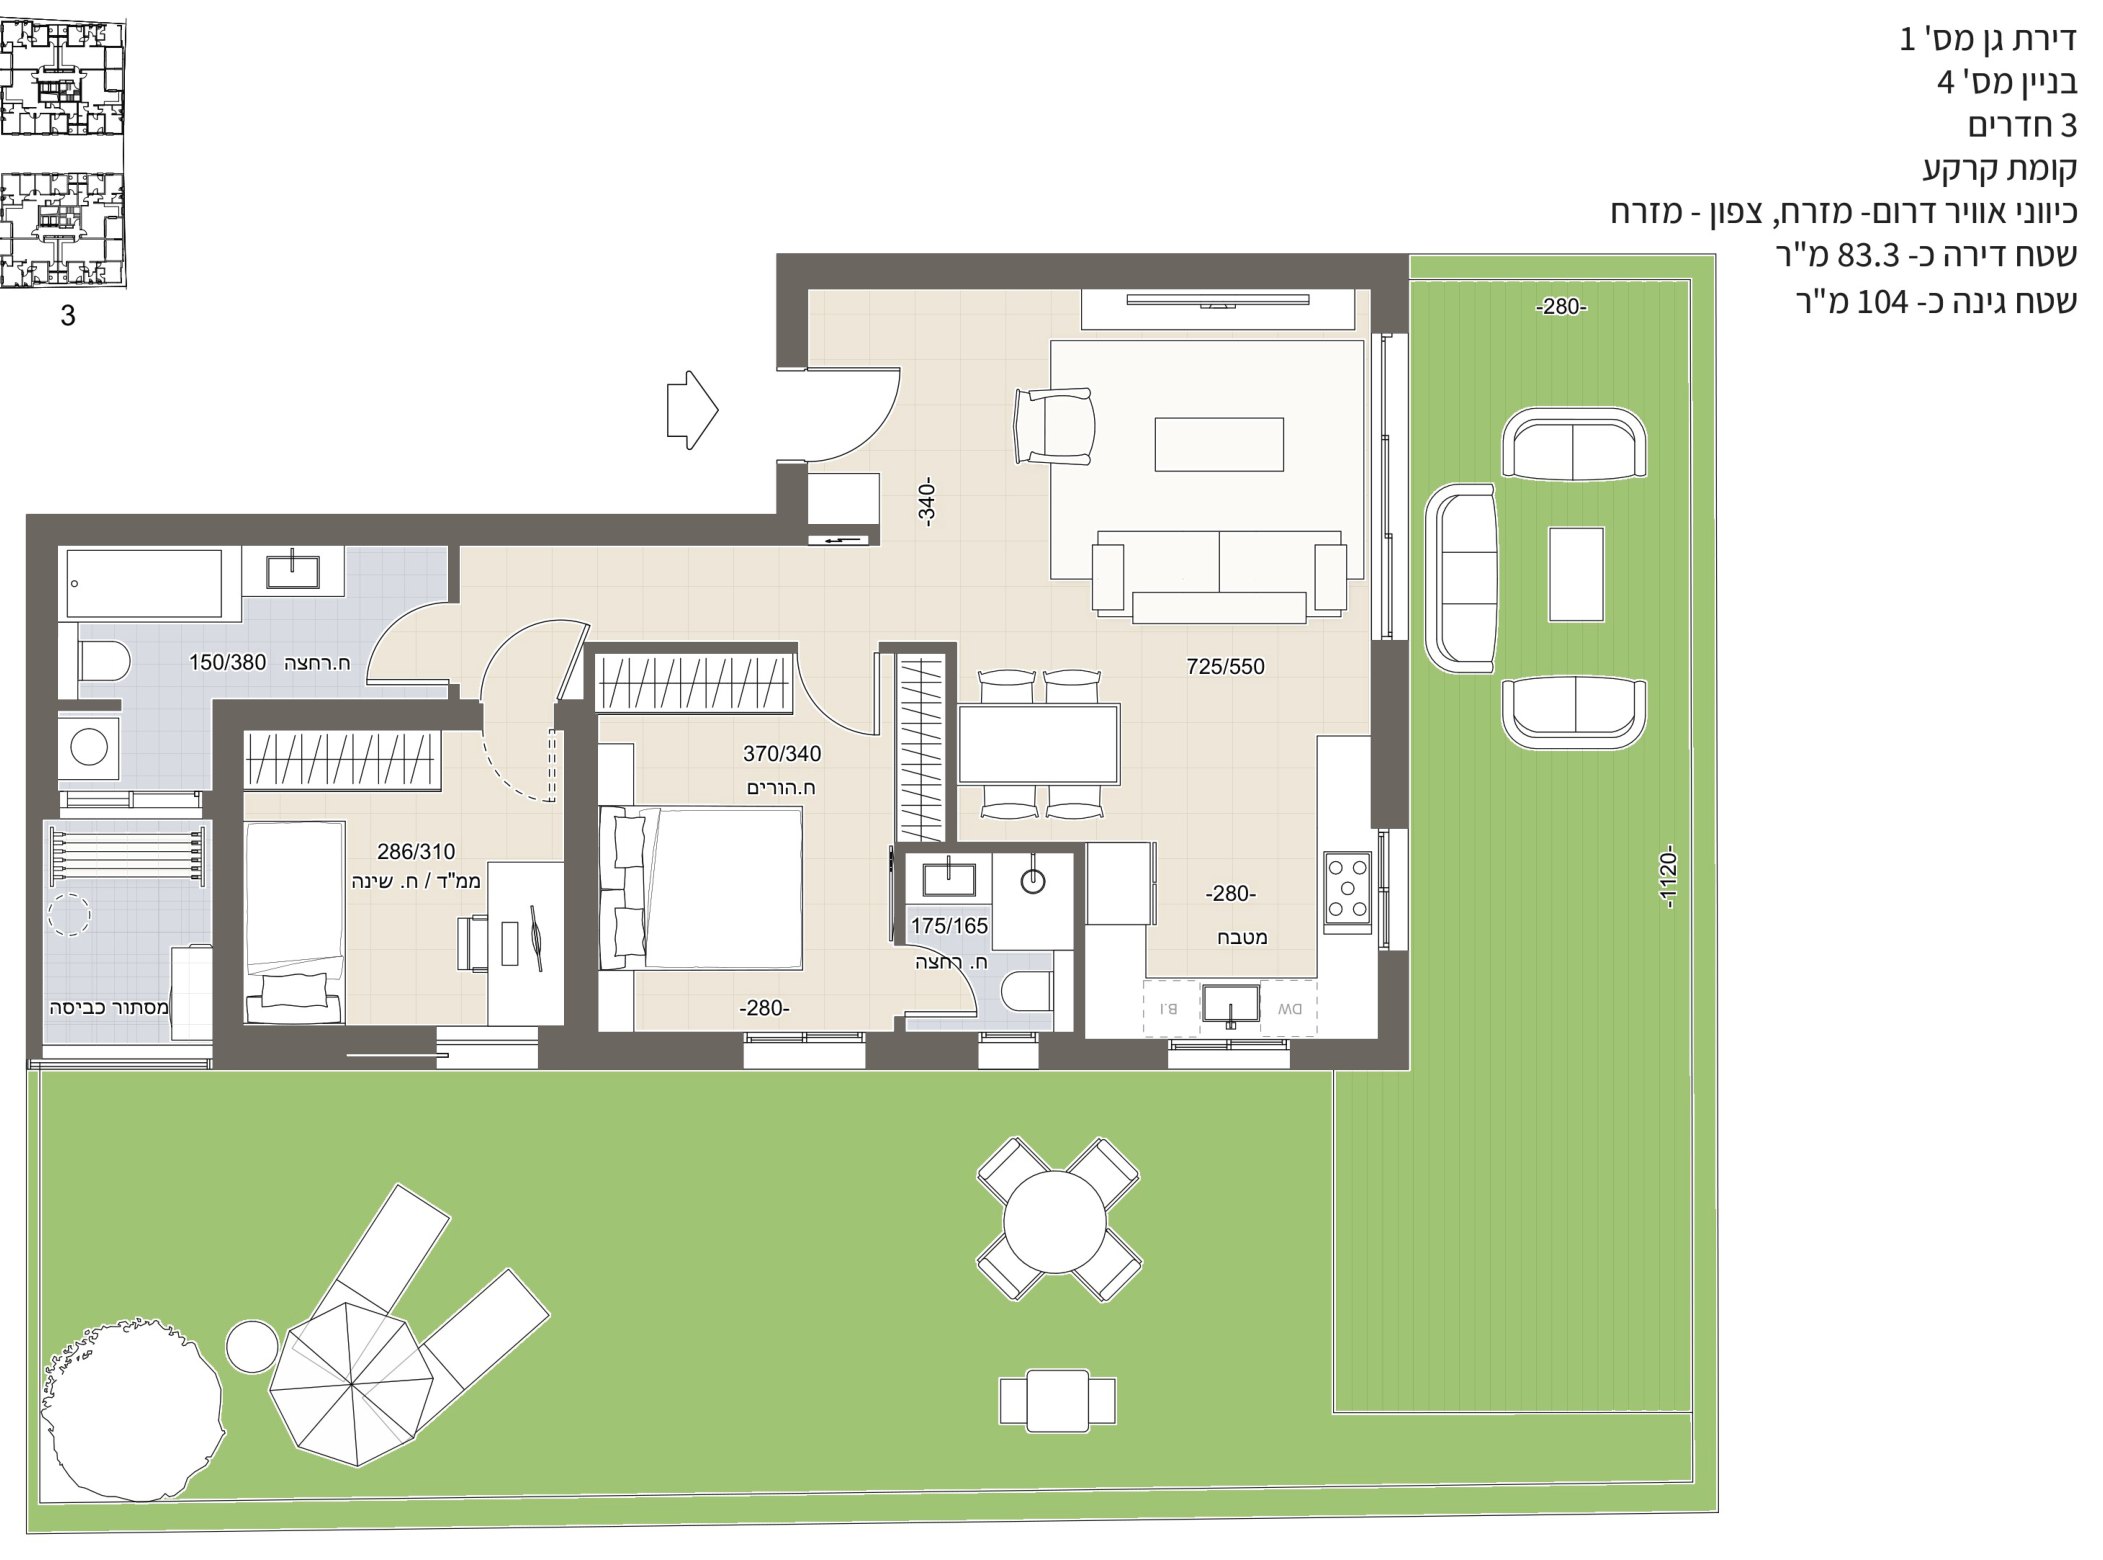 דירת גן מס' 1
בניין מס' 4
3 חדרים
קומת קרקע
כיווני אוויר דרום- מזרח, צפון - מזרח
שטח דירה כ- 83.3 מ"ר
שטח גינה כ- 104 מ"ר
3
-280-
-340-
ח.רחצה 150/380
725/550
370/340
ח.הורים
286/310
ממ"ד / ח. שינה
-280-
מטבח
-1120-
175/165
ח. רחצה
מסתור כביסה
-280-
B.I
DW